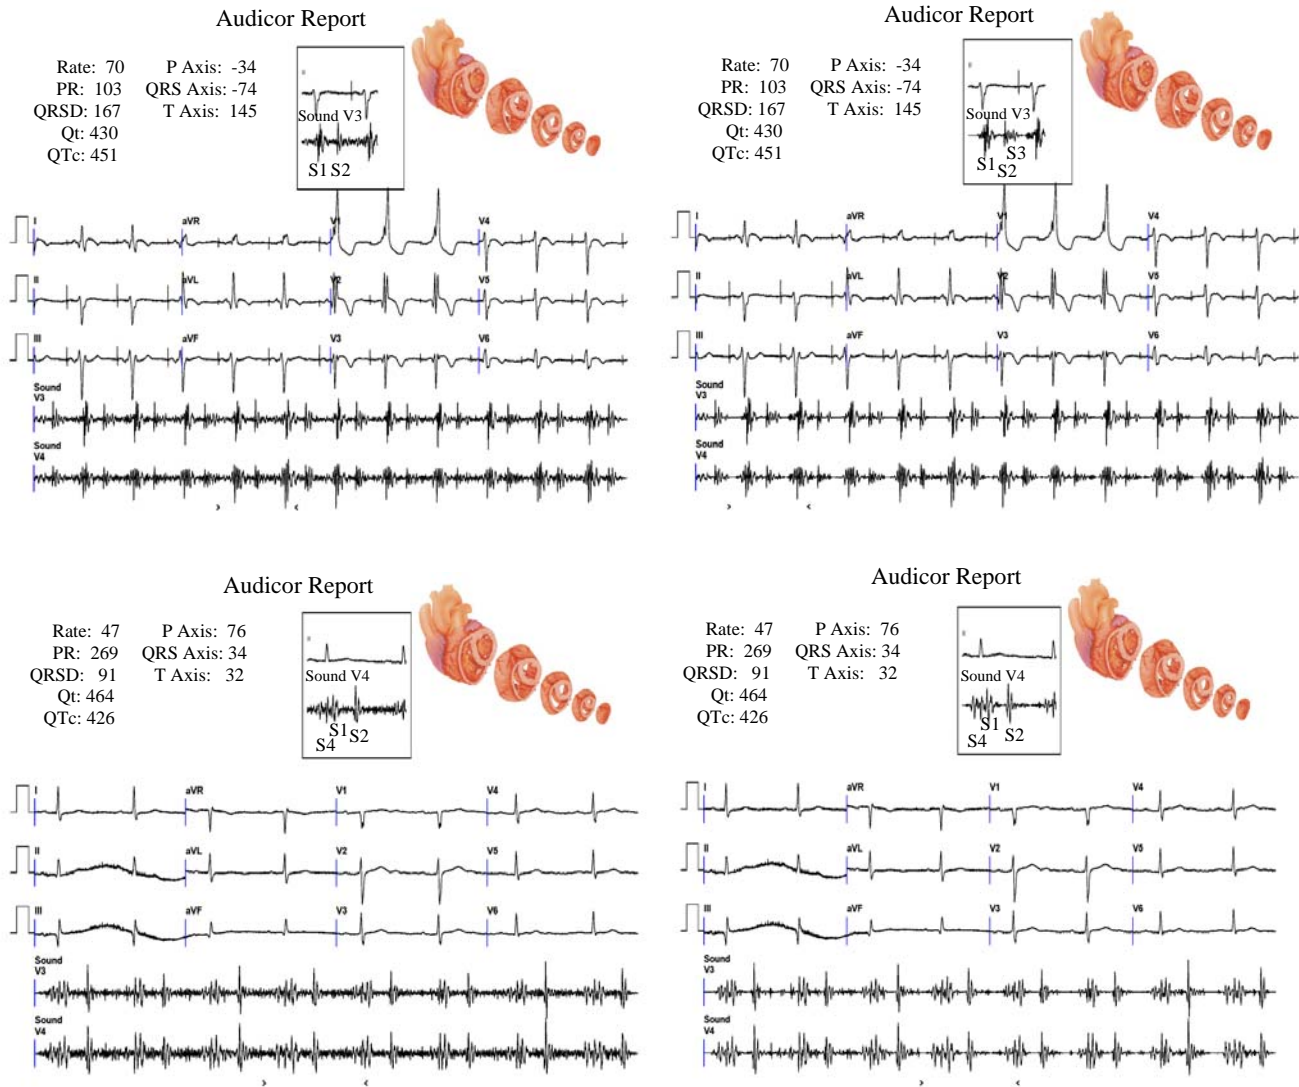 Audicor Report
Rate: 70 P Axis: -34
PR: 103 QRS Axis: -74
QRSD: 167 T Axis: 145
Qt: 430
QTc: 451
II
Sound V3
S1 S2
I aVR V1 V4
II aVL V2 V5
III aVF V3 V6
Sound
V3
Sound
V4
> <
Audicor Report
Rate: 70 P Axis: -34
PR: 103 QRS Axis: -74
QRSD: 167 T Axis: 145
Qt: 430
QTc: 451
II
Sound V3
S3
S1
S2
I aVR V1 V4
II aVL V2 V5
III aVF V3 V6
Sound
V3
Sound
V4
> <
Audicor Report
Rate: 47 P Axis: 76
PR: 269 QRS Axis: 34
QRSD: 91 T Axis: 32
Qt: 464
QTc: 426
II
Sound V4
S1
S2
S4
I aVR V1 V4
II aVL V2 V5
III aVF V3 V6
Sound
V3
Sound
V4
> <
Audicor Report
Rate: 47 P Axis: 76
PR: 269 QRS Axis: 34
QRSD: 91 T Axis: 32
Qt: 464
QTc: 426
II
Sound V4
S1
S2
S4
I aVR V1 V4
II aVL V2 V5
III aVF V3 V6
Sound
V3
Sound
V4
> <